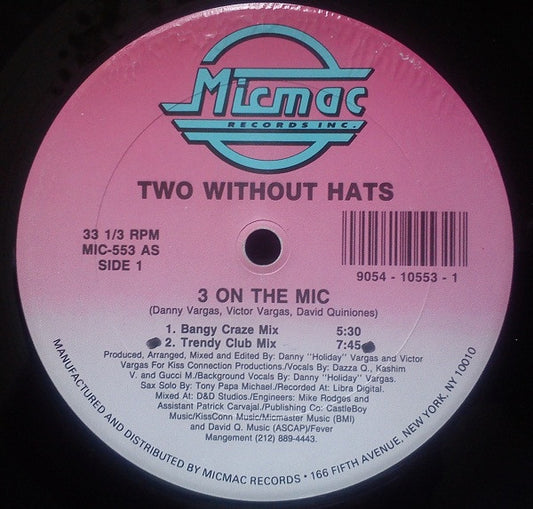 Micmac
RECORDS INC.
TWO WITHOUT HATS
33 1/3 RPM
MIC-553 AS
SIDE 1
9054 - 10553 - 1
3 ON THE MIC
(Danny Vargas, Victor Vargas, David Quiniones)
1. Bangy Craze Mix 5:30
2. Trendy Club Mix 7:45
Produced, Arranged, Mixed and Edited By: Danny "Holiday" Vargas and Victor
Vargas For Kiss Connection Productions./Vocals By: Dazza Q., Kashim
V. and Gucci M./Background Vocals By: Danny "Holiday" Vargas.
Sax Solo By: Tony Papa Michael./Recorded At: Libra Digital.
Mixed At: D&D Studios./Engineers: Mike Rodges and
Assistant Patrick Carvajal./Publishing Co: CastleBoy
Music/KissConn Music/Micmaster Music (BMI)
and David Q. Music (ASCAP)/Fever
Mangement (212) 889-4443.
MANUFACTURED AND DISTRIBUTED BY MICMAC RECORDS • 166 FIFTH AVENUE, NEW YORK, NY 10010